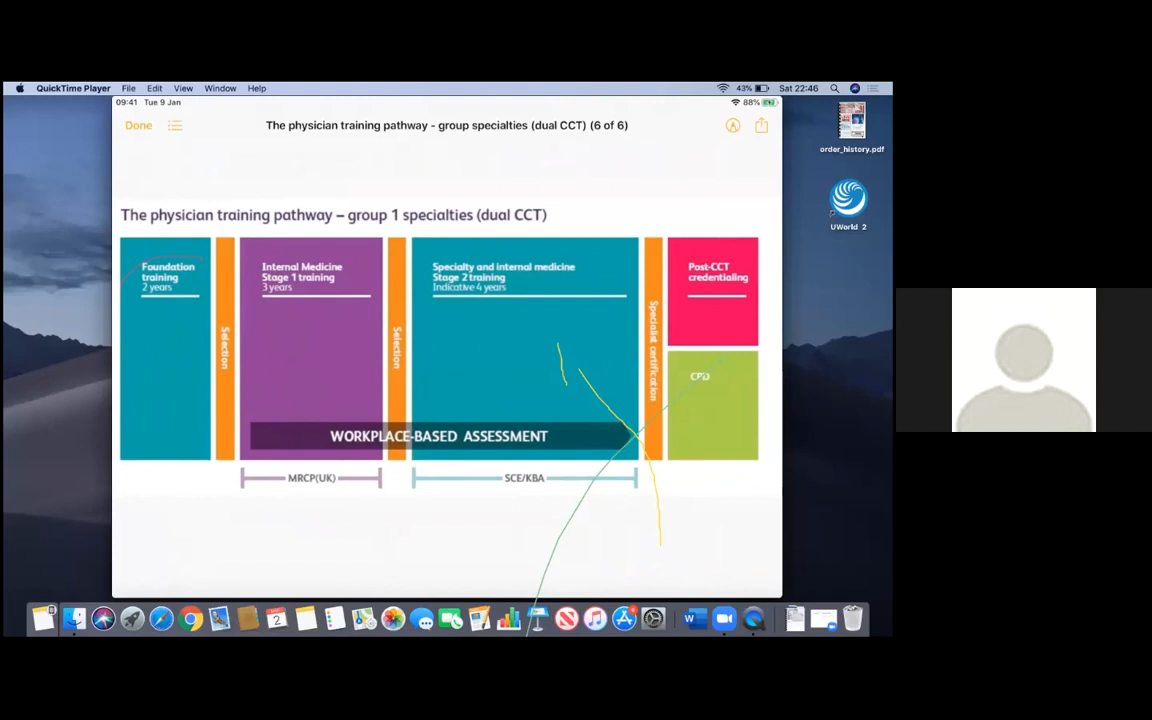 QuickTime Player File Edit View Window Help 43% Sat 22:46
09:41 Tue 9 Jan 88%
Done The physician training pathway - group specialties (dual CCT) (6 of 6)
order_history.pdf
UWorld 2
The physician training pathway – group 1 specialties (dual CCT)
Foundation
training
2 years
Selection
Internal Medicine
Stage 1 training
3 years
Selection
Specialty and internal medicine
Stage 2 training
Indicative 4 years
Specialist certification
Post-CCT
credentialing
CPD
WORKPLACE-BASED ASSESSMENT
MRCP(UK)
SCE/KBA
2